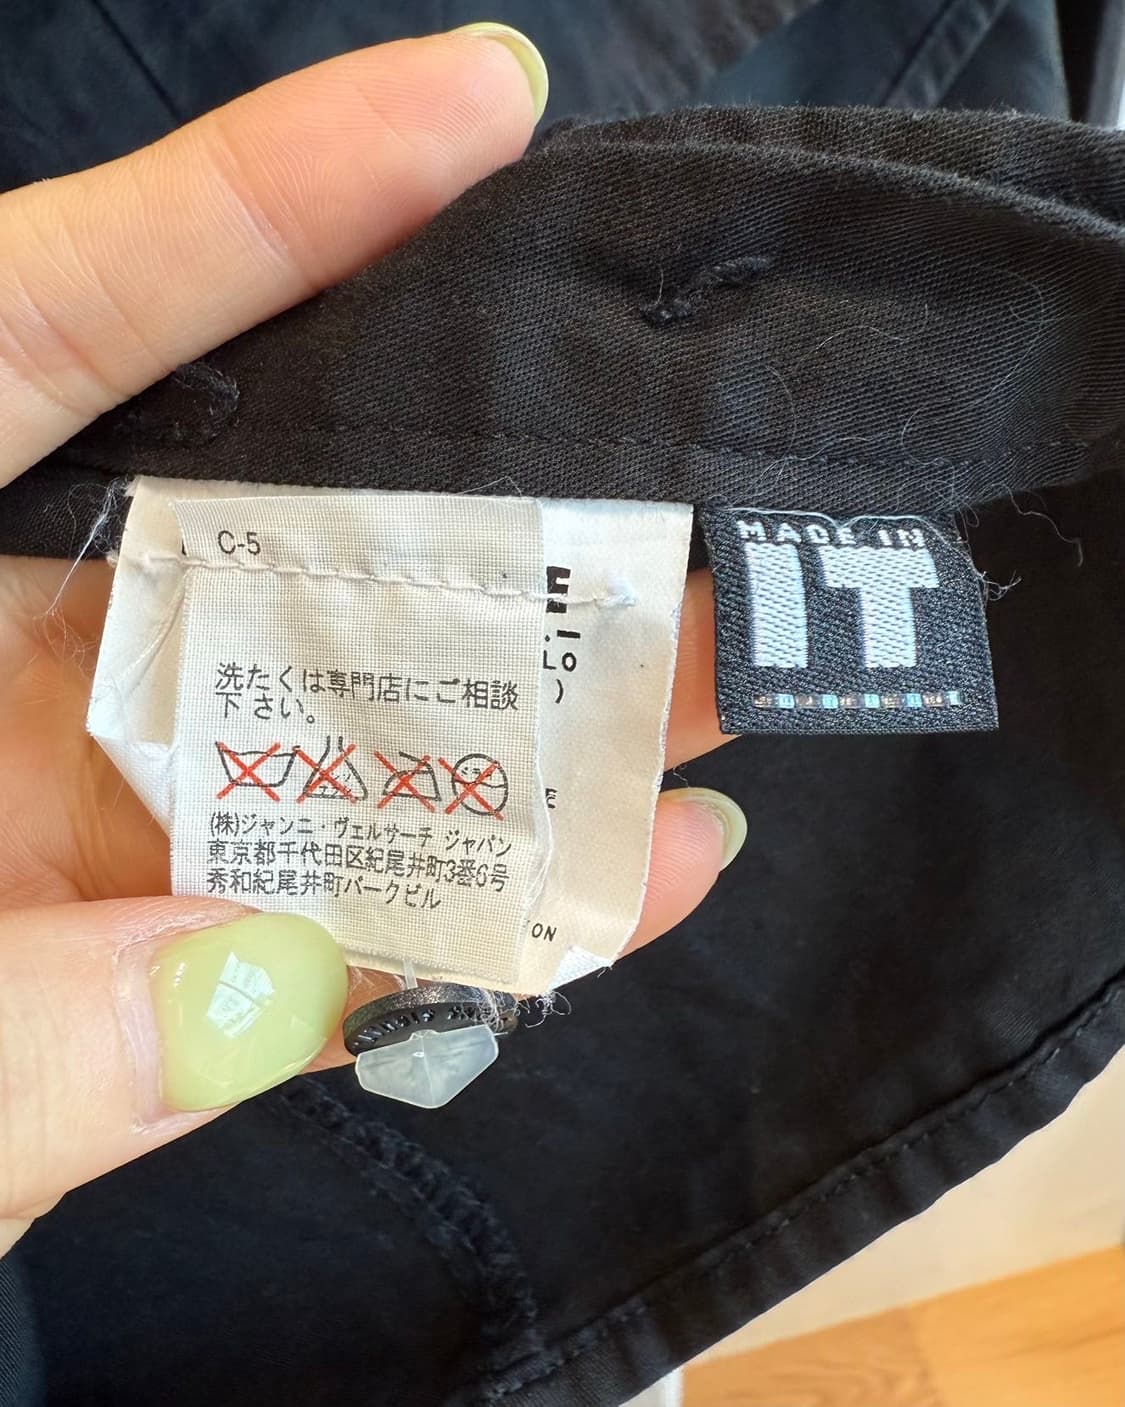 C-5
洗たくは専門店にご相談
下さい。
(株)ジャンニ・ヴェルサーチ ジャパン
東京都千代田区紀尾井町3番6号
秀和紀尾井町パークビル
E
.I
LO
)
E
ON
MADE IN
IT